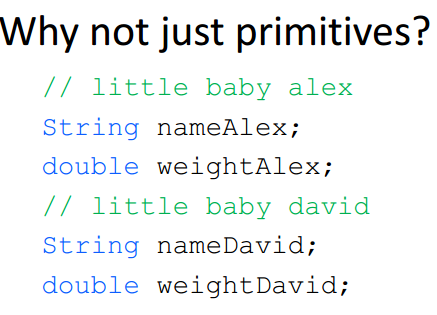 Why not just primitives?
// little baby alex
String nameAlex;
double weightAlex;
// little baby david
String nameDavid;
double weightDavid;